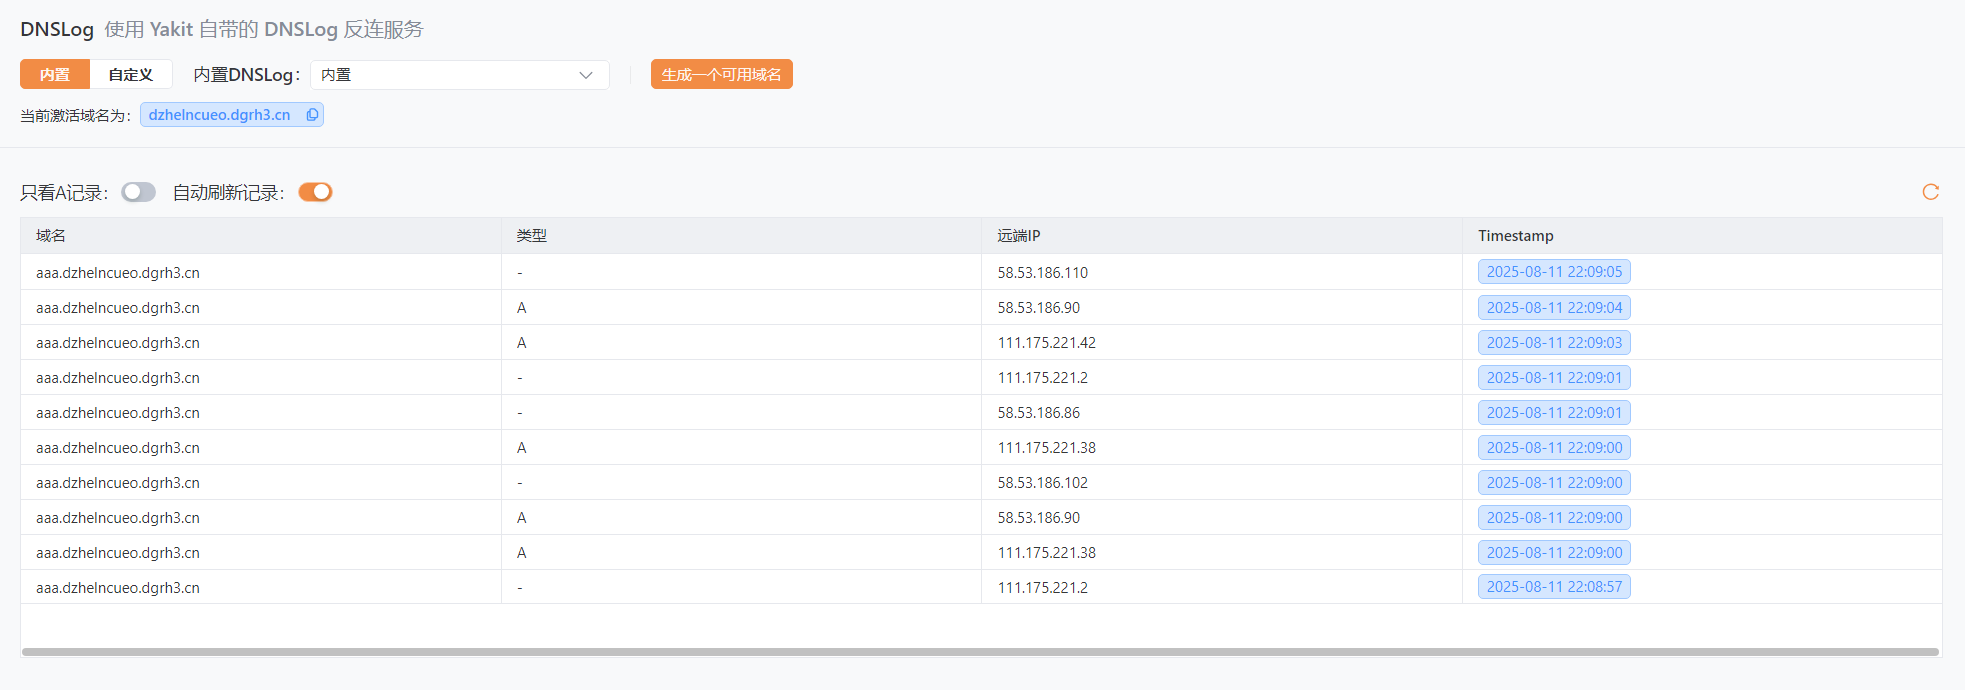 DNSLog 使用 Yakit 自带的 DNSLog 反连服务
内置 自定义 内置DNSLog： 内置 生成一个可用域名
当前激活域名为： dzhelncueo.dgrh3.cn
只看A记录： 自动刷新记录：
域名 类型 远端IP Timestamp
aaa.dzhelncueo.dgrh3.cn - 58.53.186.110 2025-08-11 22:09:05
aaa.dzhelncueo.dgrh3.cn A 58.53.186.90 2025-08-11 22:09:04
aaa.dzhelncueo.dgrh3.cn A 111.175.221.42 2025-08-11 22:09:03
aaa.dzhelncueo.dgrh3.cn - 111.175.221.2 2025-08-11 22:09:01
aaa.dzhelncueo.dgrh3.cn - 58.53.186.86 2025-08-11 22:09:01
aaa.dzhelncueo.dgrh3.cn A 111.175.221.38 2025-08-11 22:09:00
aaa.dzhelncueo.dgrh3.cn - 58.53.186.102 2025-08-11 22:09:00
aaa.dzhelncueo.dgrh3.cn A 58.53.186.90 2025-08-11 22:09:00
aaa.dzhelncueo.dgrh3.cn A 111.175.221.38 2025-08-11 22:09:00
aaa.dzhelncueo.dgrh3.cn - 111.175.221.2 2025-08-11 22:08:57